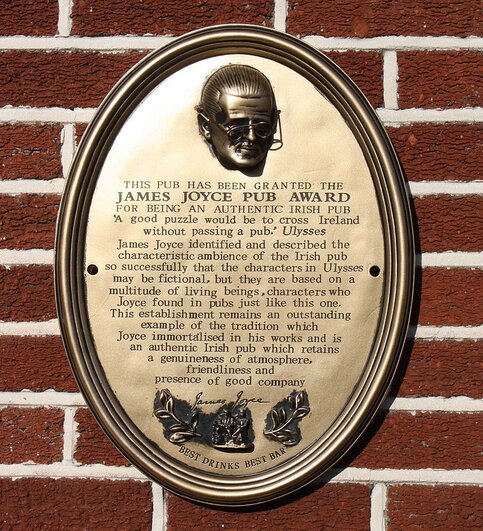 THIS PUB HAS BEEN GRANTED THE
JAMES JOYCE PUB AWARD
FOR BEING AN AUTHENTIC IRISH PUB
'A good puzzle would be to cross Ireland
without passing a pub.' Ulysses
James Joyce identified and described the
characteristic ambience of the Irish pub
so successfully that the characters in Ulysses
may be fictional, but they are based on a
multitude of living beings, characters who
Joyce found in pubs just like this one.
This establishment remains an outstanding
example of the tradition which
Joyce immortalised in his works and is
an authentic Irish pub which retains
a genuineness of atmosphere,
friendliness and
presence of good company
James Joyce
BEST DRINKS BEST BAR